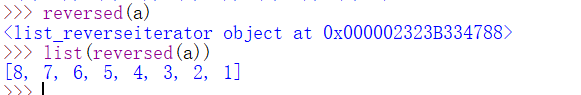 >>> reversed(a)
<list_reverseiterator object at 0x000002323B334788>
>>> list(reversed(a))
[8, 7, 6, 5, 4, 3, 2, 1]
>>>